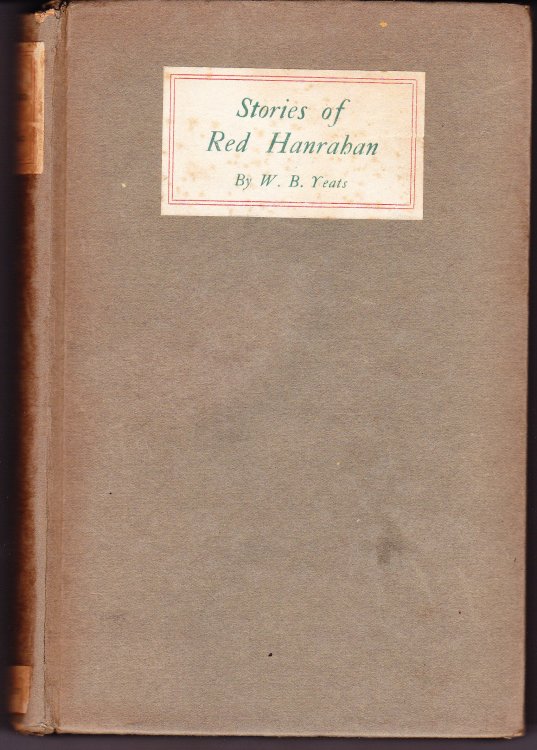 Stories of
Red Hanrahan
By W. B. Yeats